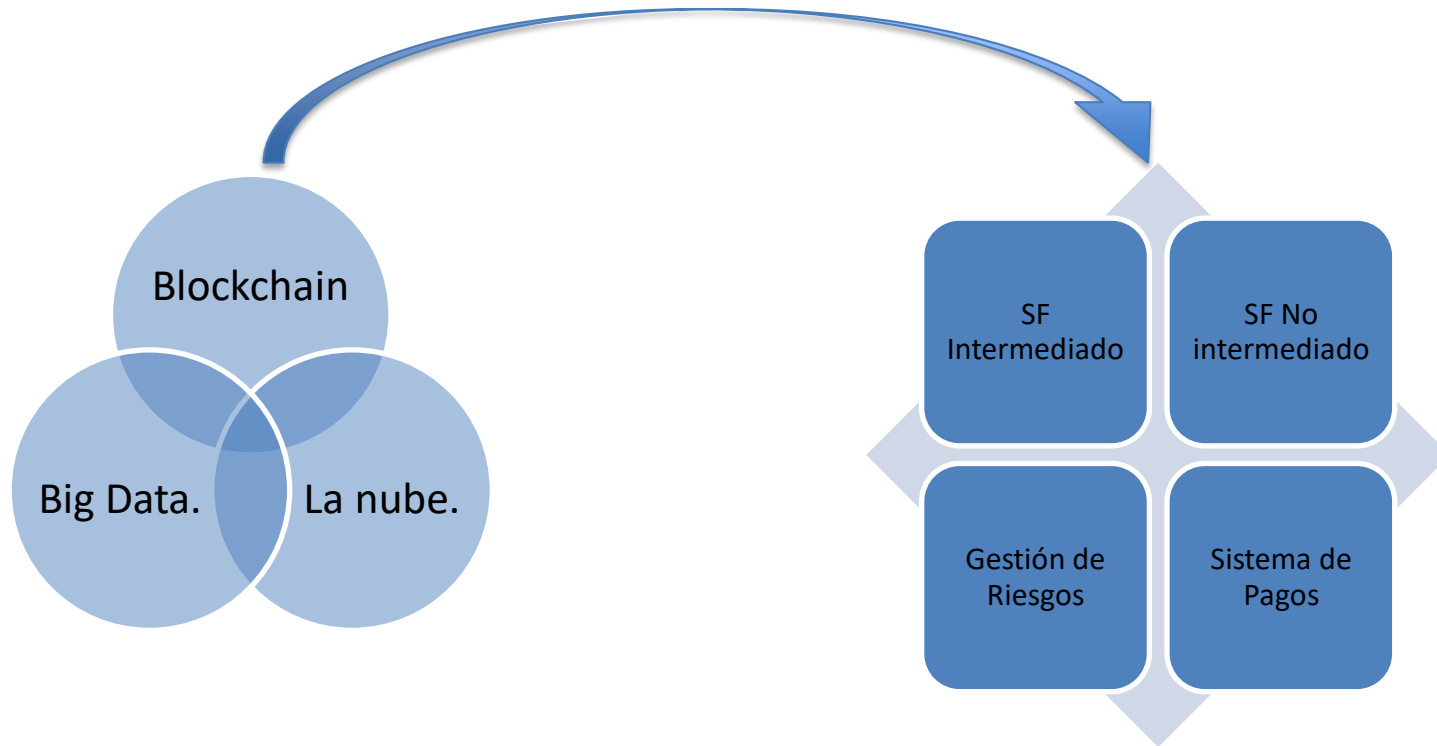 Blockchain
Big Data.
La nube.
SF
Intermediado
SF No
intermediado
Gestión de
Riesgos
Sistema de
Pagos